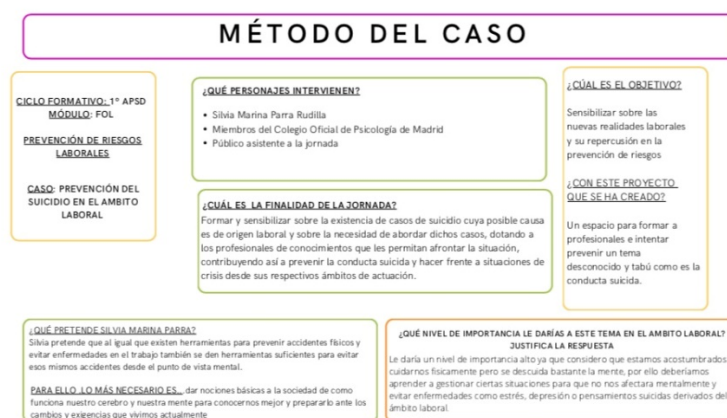 MÉTODO DEL CASO
CICLO FORMATIVO: 1º APSD
MÓDULO: FOL
PREVENCIÓN DE RIESGOS
LABORALES
CASO: PREVENCIÓN DEL
SUICIDIO EN EL AMBITO
LABORAL
¿QUÉ PERSONAJES INTERVIENEN?
• Silvia Marina Parra Rudilla
• Miembros del Colegio Oficial de Psicología de Madrid
• Público asistente a la jornada
¿CUÁL ES LA FINALIDAD DE LA JORNADA?
Formar y sensibilizar sobre la existencia de casos de suicidio cuya posible causa
es de origen laboral y sobre la necesidad de abordar dichos casos, dotando a
los profesionales de conocimientos que les permitan afrontar la situación,
contribuyendo así a prevenir la conducta suicida y hacer frente a situaciones de
crisis desde sus respectivos ámbitos de actuación.
¿CÚAL ES EL OBJETIVO?
Sensibilizar sobre las
nuevas realidades laborales
y su repercusión en la
prevención de riesgos
¿CON ESTE PROYECTO
QUE SE HA CREADO?
Un espacio para formar a
profesionales e intentar
prevenir un tema
desconocido y tabú como es la
conducta suicida.
¿QUÉ PRETENDE SILVIA MARINA PARRA?
Silvia pretende que al igual que existen herramientas para prevenir accidentes físicos y
evitar enfermedades en el trabajo también se den herramientas suficientes para evitar
esos mismos accidentes desde el punto de vista mental.
PARA ELLO ,LO MÁS NECESARIO ES... dar nociones básicas a la sociedad de como
funciona nuestro cerebro y nuestra mente para conocernos mejor y prepararlo ante los
cambios y exigencias que vivimos actualmente
¿QUÉ NIVEL DE IMPORTANCIA LE DARÍAS A ESTE TEMA EN EL AMBITO LABORAL?
JUSTIFICA LA RESPUESTA
Le daría un nivel de importancia alto ya que considero que estamos acostumbrados
cuidarnos físicamente pero se descuida bastante la mente, por ello deberíamos
aprender a gestionar ciertas situaciones para que no nos afectara mentalmente y
evitar enfermedades como estrés, depresión o pensamientos suicidas derivados de
ámbito laboral.